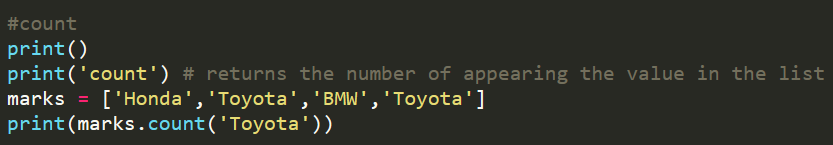 #count
print()
print('count') # returns the number of appearing the value in the list
marks = ['Honda','Toyota','BMW','Toyota']
print(marks.count('Toyota'))